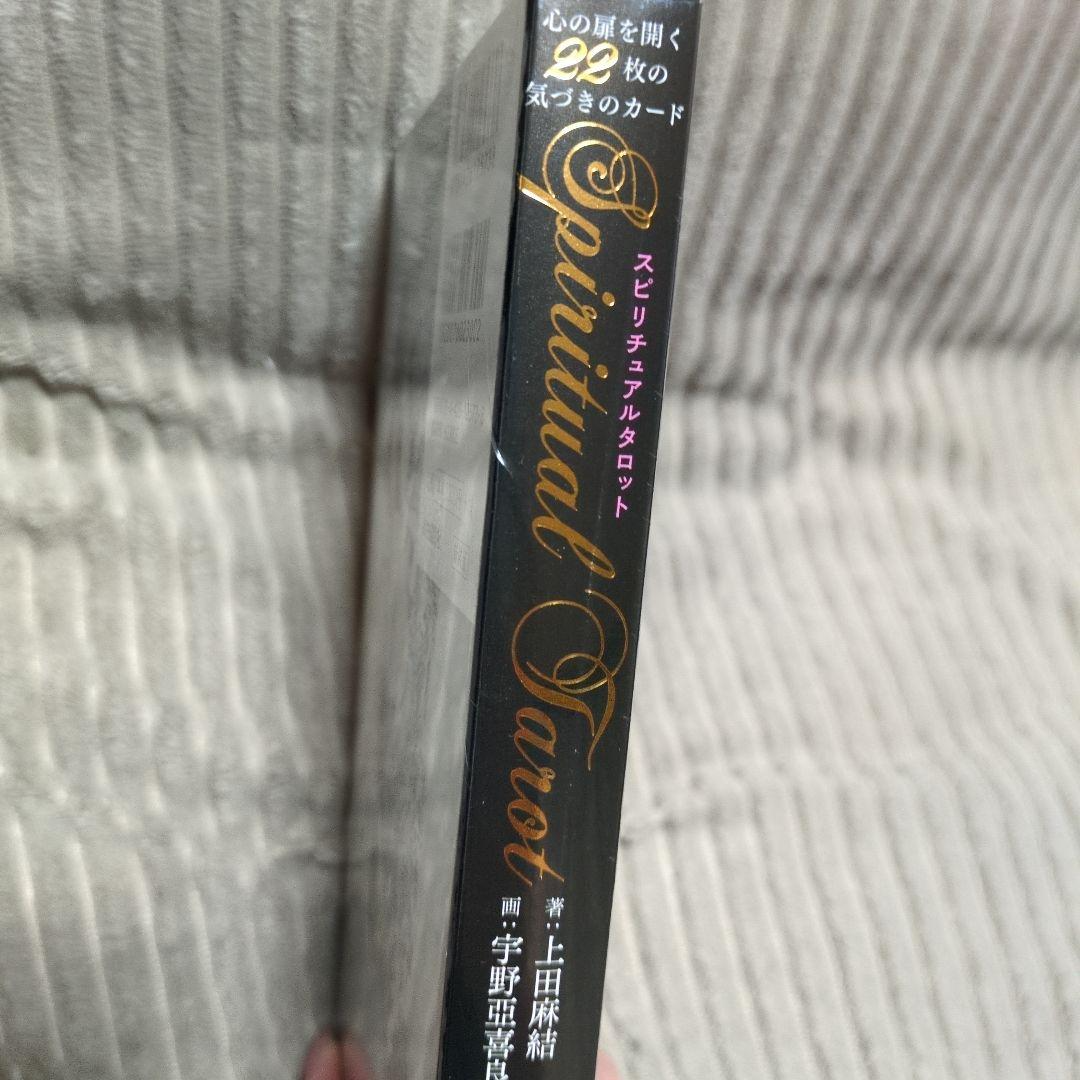 心の扉を開く
22枚の
気づきのカード
Spiritual Tarot
スピリチュアルタロット
著:上田麻結
画:宇野亞喜良